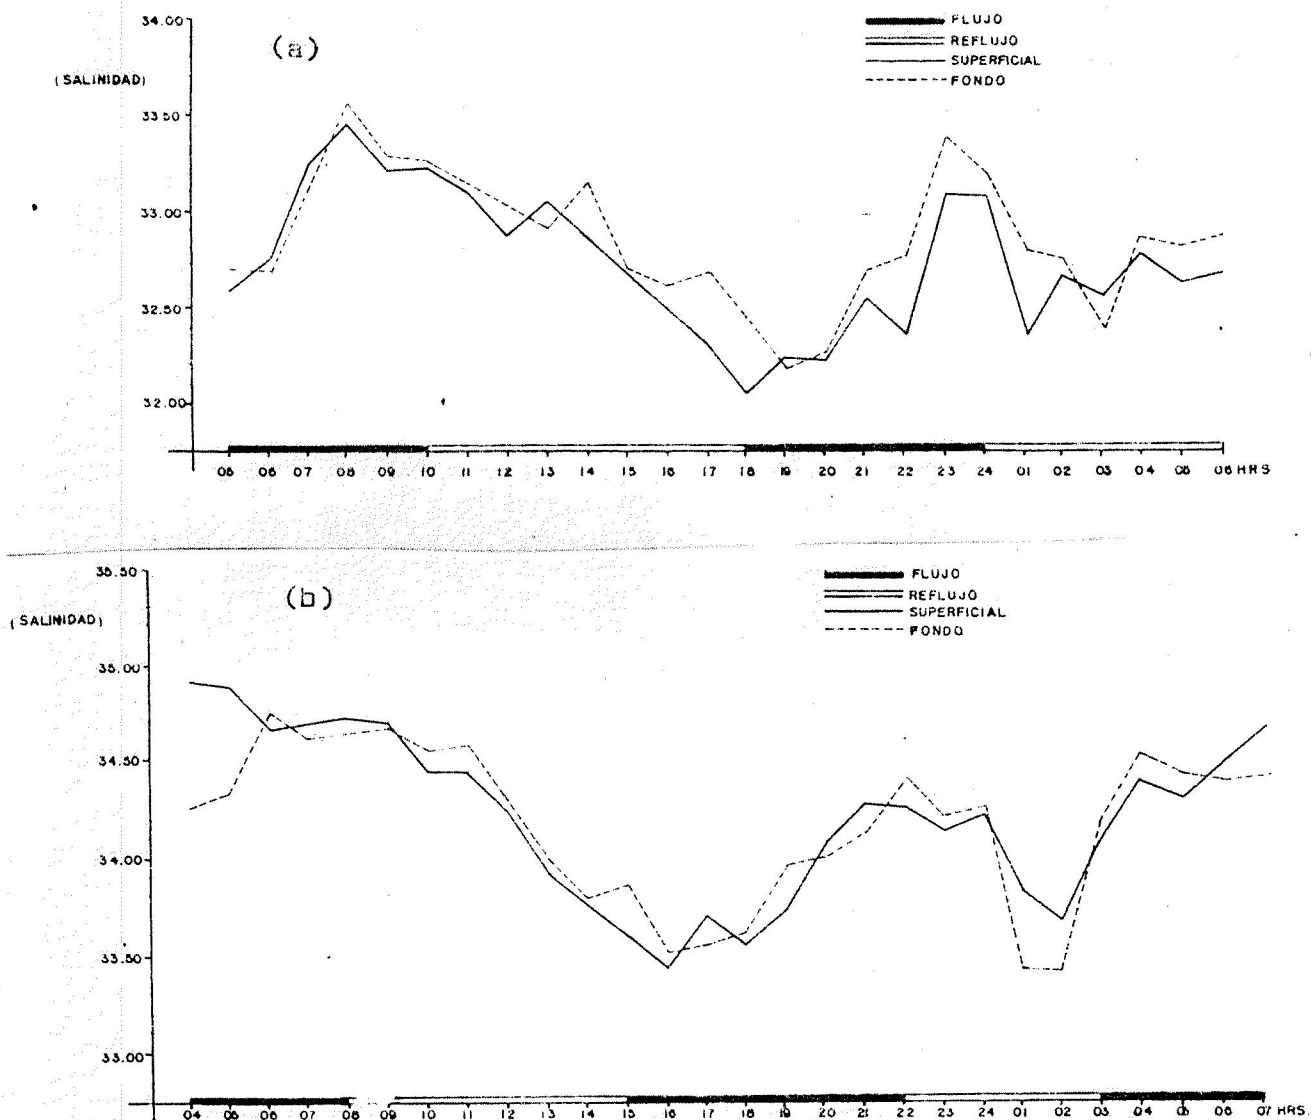 (a)
(SALINIDAD)
FLUJO
REFLUJO
SUPERFICIAL
FONDO
34.00
33.50
33.00
32.50
32.00
05 06 07 08 09 10 11 12 13 14 15 16 17 18 19 20 21 22 23 24 01 02 03 04 05 06 HRS
(b)
(SALINIDAD)
FLUJO
REFLUJO
SUPERFICIAL
FONDO
35.50
35.00
34.50
34.00
33.50
33.00
04 05 06 07 08 09 10 11 12 13 14 15 16 17 18 19 20 21 22 23 24 01 02 03 04 05 06 07 HRS.